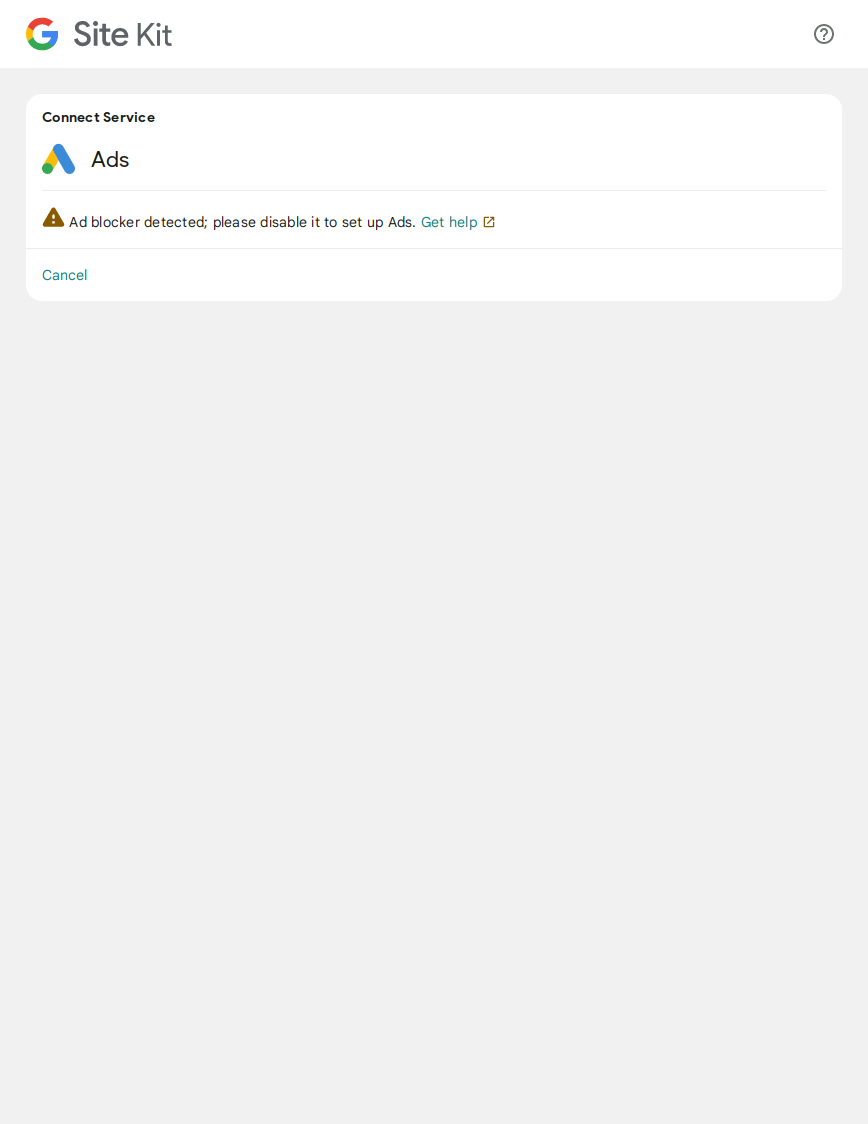 Site Kit
Connect Service
Ads
Ad blocker detected; please disable it to set up Ads. Get help
Cancel